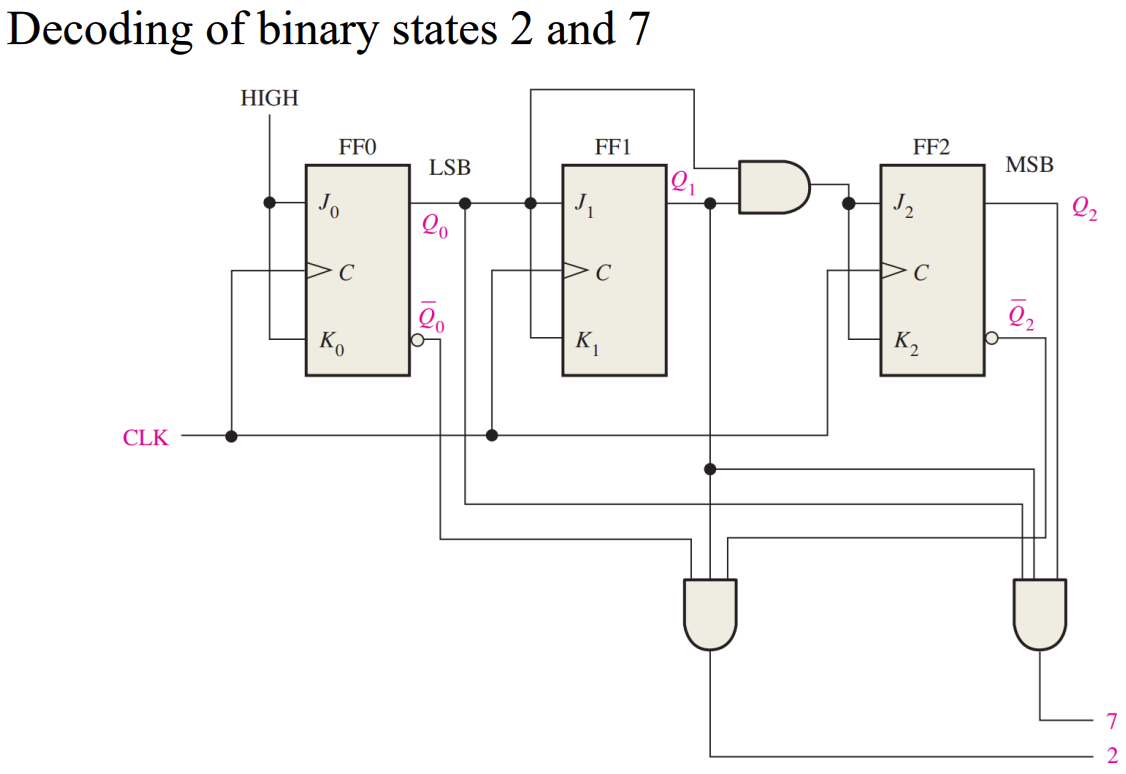 Decoding of binary states 2 and 7
HIGH
FF0
FF1
FF2
LSB
MSB
J₀
Q₀
J₁
Q₁
J₂
Q₂
C
C
C
K₀
Q̅₀
K₁
K₂
Q̅₂
CLK
7
2